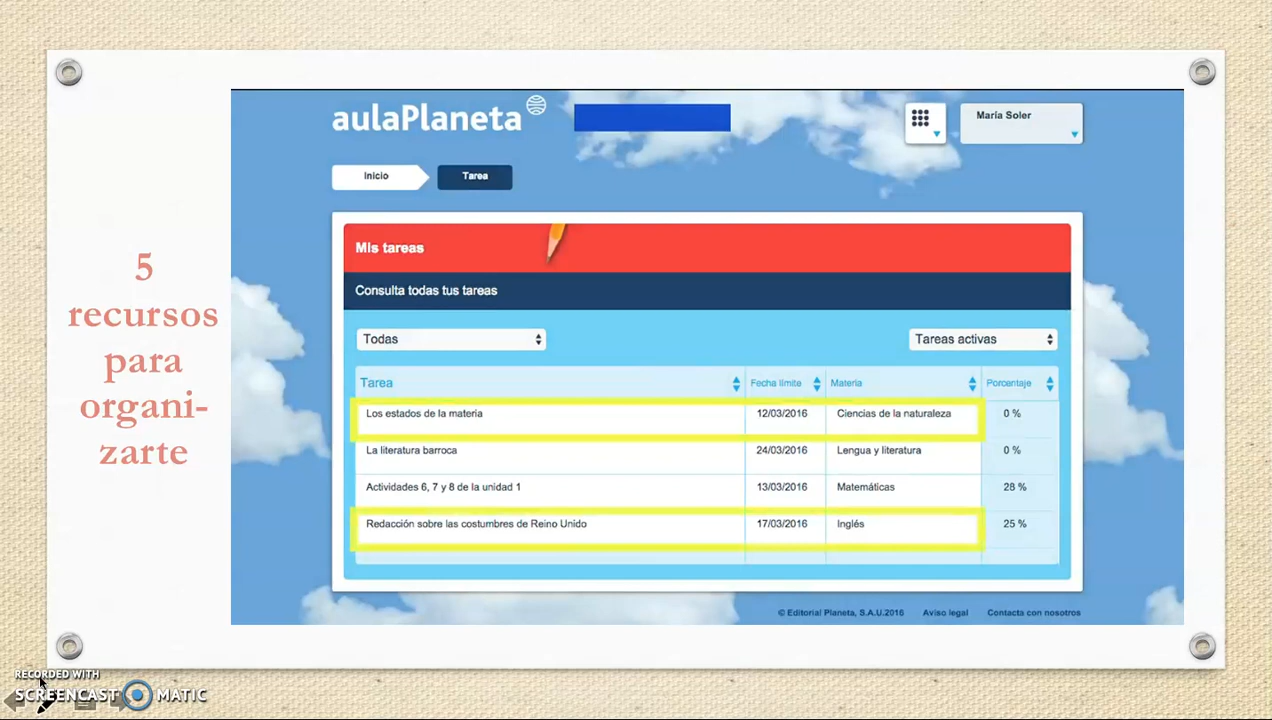 5
recursos
para
organi-
zarte
aulaPlaneta
María Soler
Inicio
Tarea
Mis tareas
Consulta todas tus tareas
Todas
Tareas activas
Tarea Fecha límite Materia Porcentaje
Los estados de la materia 12/03/2016 Ciencias de la naturaleza 0 %
La literatura barroca 24/03/2016 Lengua y literatura 0 %
Actividades 6, 7 y 8 de la unidad 1 13/03/2016 Matemáticas 28 %
Redacción sobre las costumbres de Reino Unido 17/03/2016 Inglés 25 %
© Editorial Planeta, S.A.U.2016 Aviso legal Contacta con nosotros
RECORDED WITH
SCREENCAST MATIC